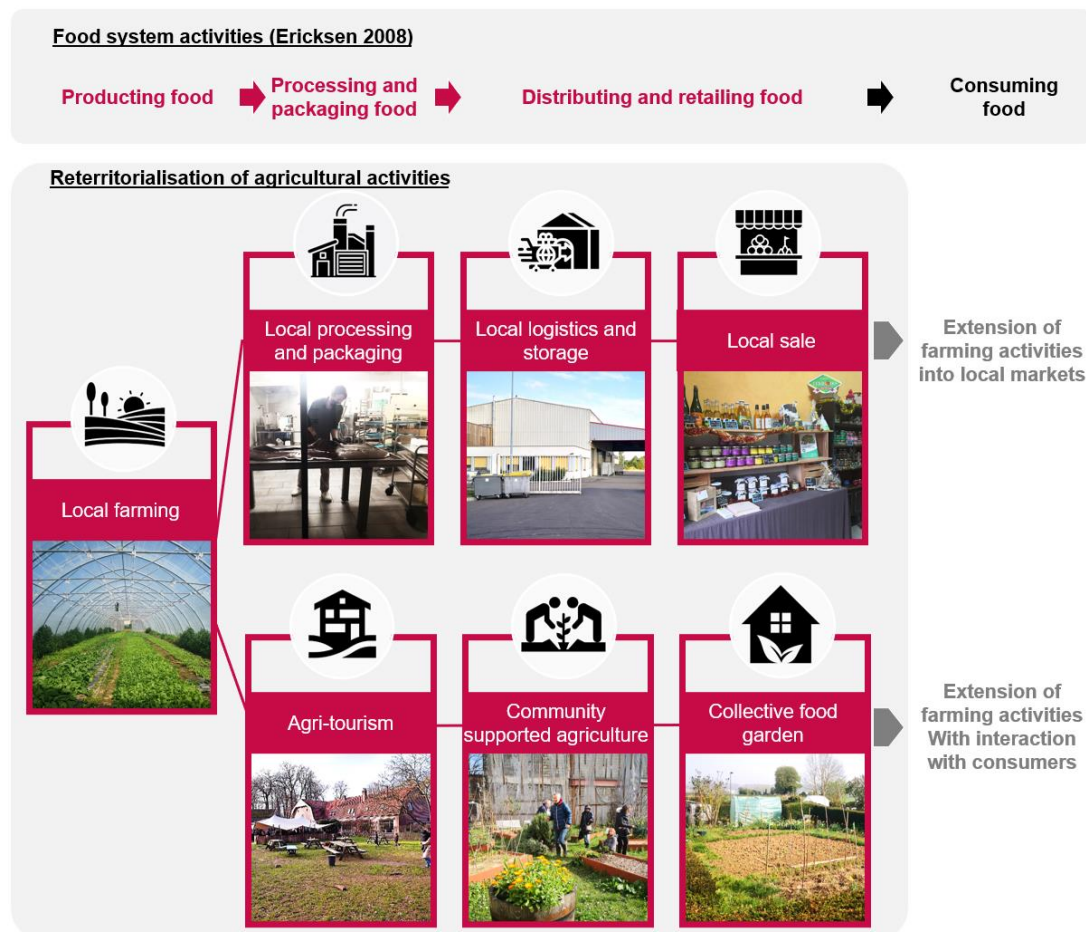 Food system activities (Ericksen 2008)
Producting food
Processing and
packaging food
Distributing and retailing food
Consuming
food
Reterritorialisation of agricultural activities
Local processing
and packaging
Local logistics and
storage
Local sale
Extension of
farming activities
into local markets
Local farming
Agri-tourism
Community
supported agriculture
Collective food
garden
Extension of
farming activities
With interaction
with consumers